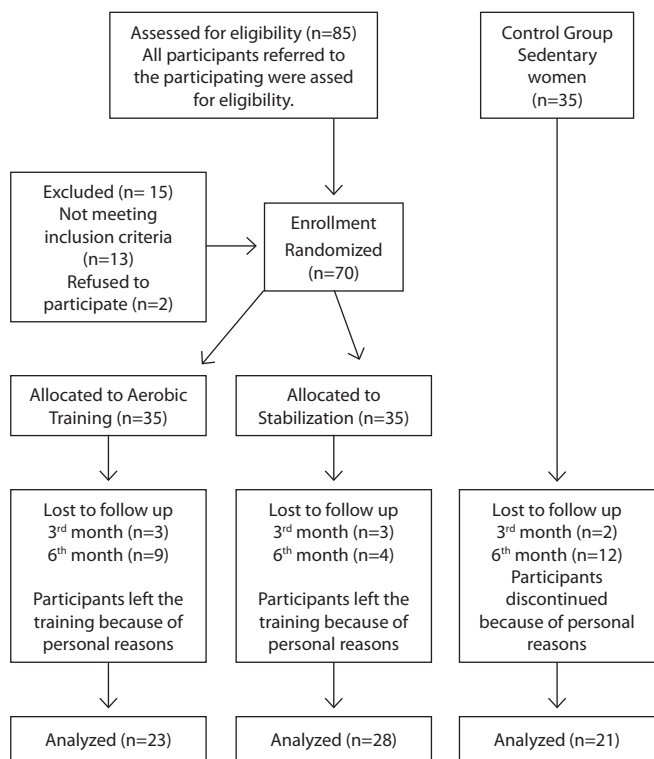 Assessed for eligibility (n=85)
All participants referred to
the participating were assed
for eligibility.
Control Group
Sedentary
women
(n=35)
Excluded (n= 15)
Not meeting
inclusion criteria
(n=13)
Refused to
participate (n=2)
Enrollment
Randomized
(n=70)
Allocated to Aerobic
Training (n=35)
Allocated to
Stabilization (n=35)
Lost to follow up
3rd month (n=3)
6th month (n=9)
Participants left the
training because of
personal reasons
Lost to follow up
3rd month (n=3)
6th month (n=4)
Participants left the
training because of
personal reasons
Lost to follow up
3rd month (n=2)
6th month (n=12)
Participants
discontinued
because of personal
reasons
Analyzed (n=23)
Analyzed (n=28)
Analyzed (n=21)